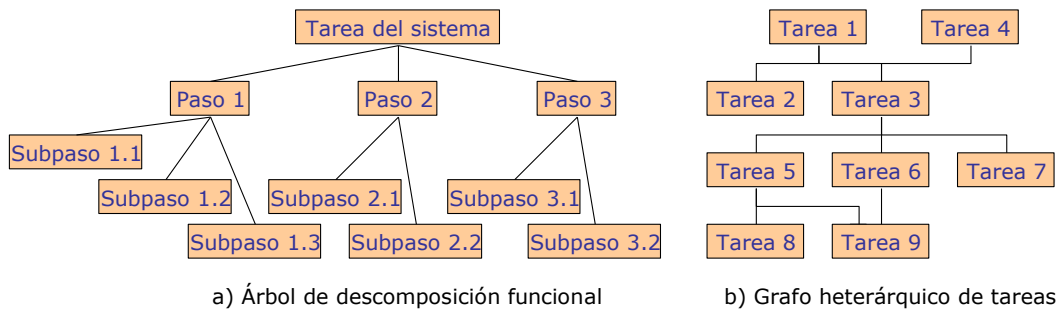 Tarea del sistema
Paso 1
Paso 2
Paso 3
Subpaso 1.1
Subpaso 1.2
Subpaso 1.3
Subpaso 2.1
Subpaso 2.2
Subpaso 3.1
Subpaso 3.2
a) Árbol de descomposición funcional
Tarea 1
Tarea 4
Tarea 2
Tarea 3
Tarea 5
Tarea 6
Tarea 7
Tarea 8
Tarea 9
b) Grafo heterárquico de tareas